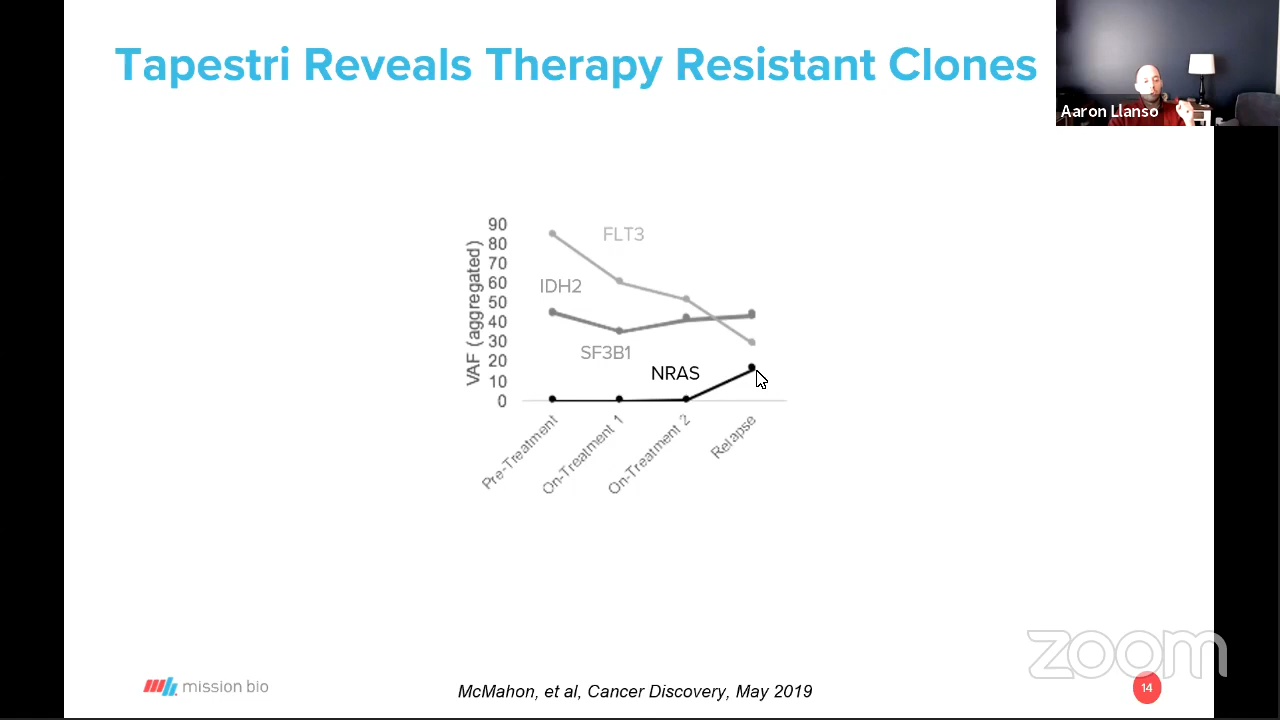 Tapestri Reveals Therapy Resistant Clones
Aaron Llanso
VAF (aggregated)
90
80
70
60
50
40
30
20
10
0
FLT3
IDH2
SF3B1
NRAS
Pre-Treatment
On-Treatment 1
On-Treatment 2
Relapse
zoom
mission bio
McMahon, et al, Cancer Discovery, May 2019
14